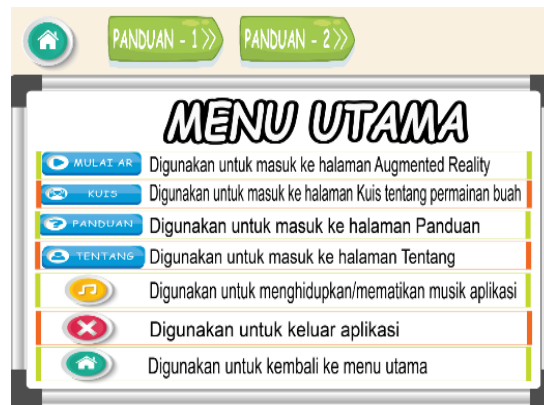 PANDUAN - 1 >> PANDUAN - 2 >>
MENU UTAMA
MULAI AR Digunakan untuk masuk ke halaman Augmented Reality
KUIS Digunakan untuk masuk ke halaman Kuis tentang permainan buah
PANDUAN Digunakan untuk masuk ke halaman Panduan
TENTANG Digunakan untuk masuk ke halaman Tentang
Digunakan untuk menghidupkan/mematikan musik aplikasi
Digunakan untuk keluar aplikasi
Digunakan untuk kembali ke menu utama